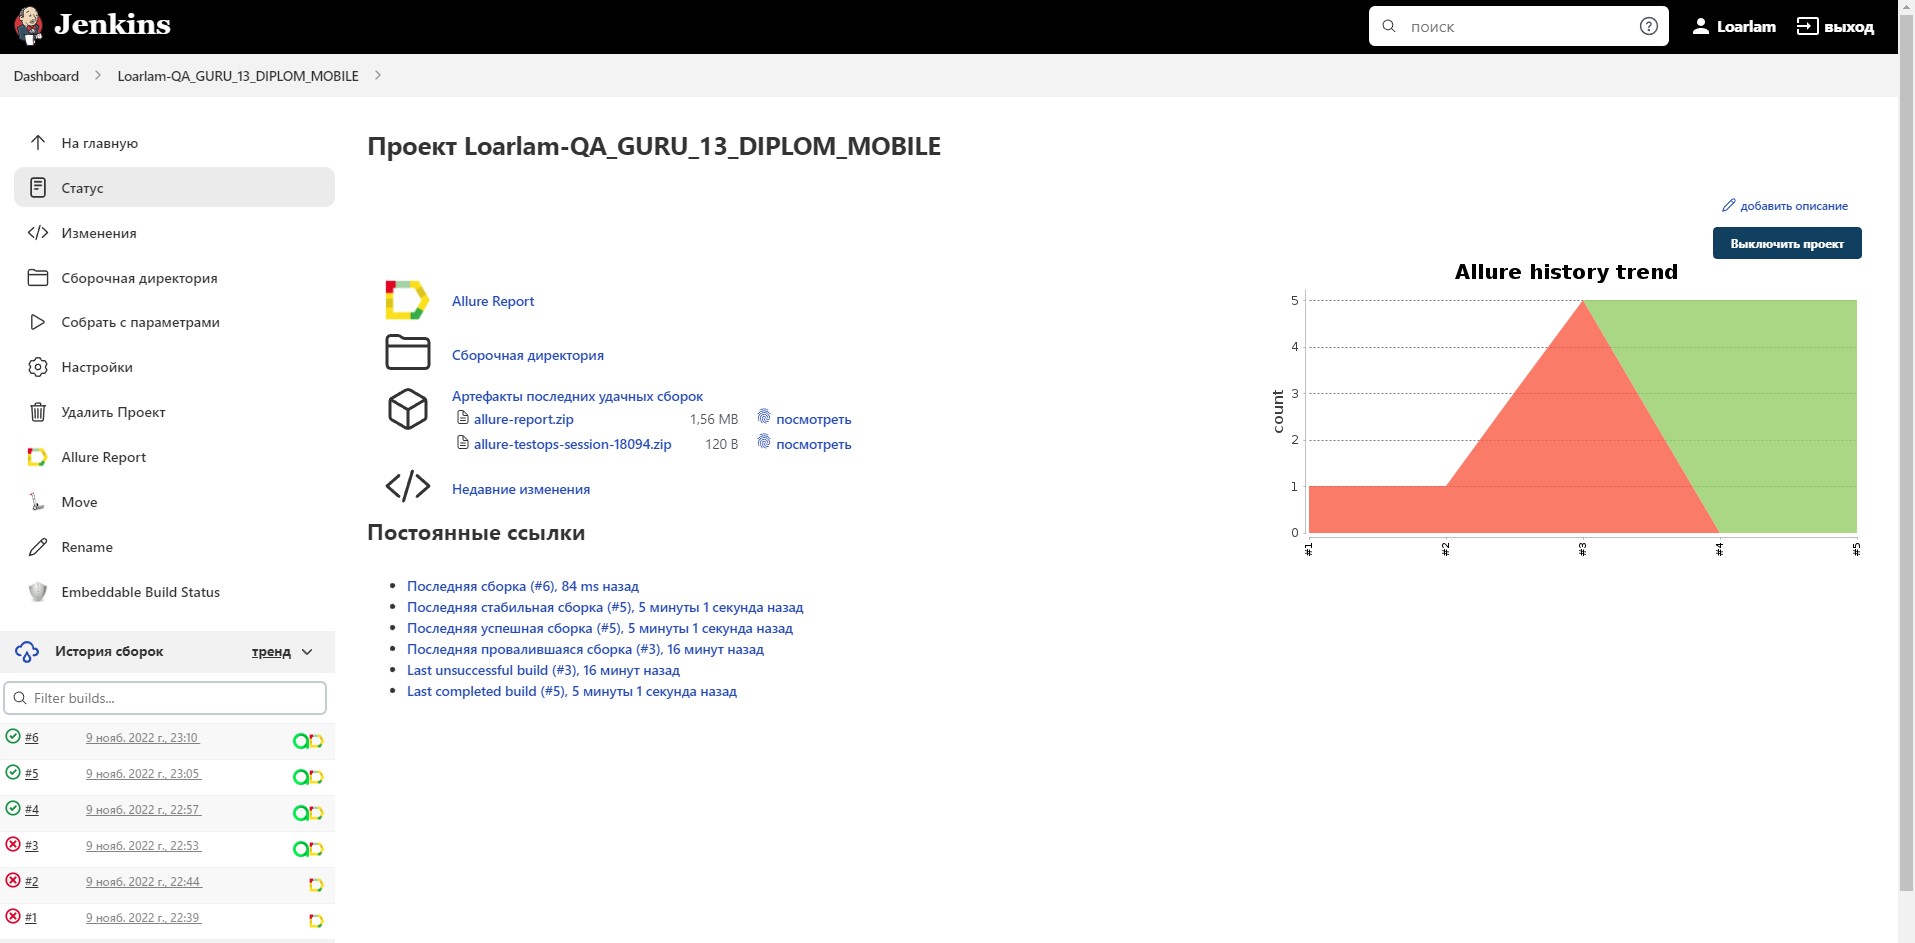 Jenkins
поиск
Loarlam
выход
Dashboard
Loarlam-QA_GURU_13_DIPLOM_MOBILE
На главную
Статус
Изменения
Сборочная директория
Собрать с параметрами
Настройки
Удалить Проект
Allure Report
Move
Rename
Embeddable Build Status
История сборок
тренд
Filter builds...
#6 9 нояб. 2022 г., 23:10
#5 9 нояб. 2022 г., 23:05
#4 9 нояб. 2022 г., 22:57
#3 9 нояб. 2022 г., 22:53
#2 9 нояб. 2022 г., 22:44
#1 9 нояб. 2022 г., 22:39
Проект Loarlam-QA_GURU_13_DIPLOM_MOBILE
добавить описание
Выключить проект
Allure Report
Сборочная директория
Артефакты последних удачных сборок
allure-report.zip 1,56 MB посмотреть
allure-testops-session-18094.zip 120 B посмотреть
Недавние изменения
Постоянные ссылки
Последняя сборка (#6), 84 ms назад
Последняя стабильная сборка (#5), 5 минуты 1 секунда назад
Последняя успешная сборка (#5), 5 минуты 1 секунда назад
Последняя провалившаяся сборка (#3), 16 минут назад
Last unsuccessful build (#3), 16 минут назад
Last completed build (#5), 5 минуты 1 секунда назад
Allure history trend
count
5
4
3
2
1
0
#1 #2 #3 #4 #5